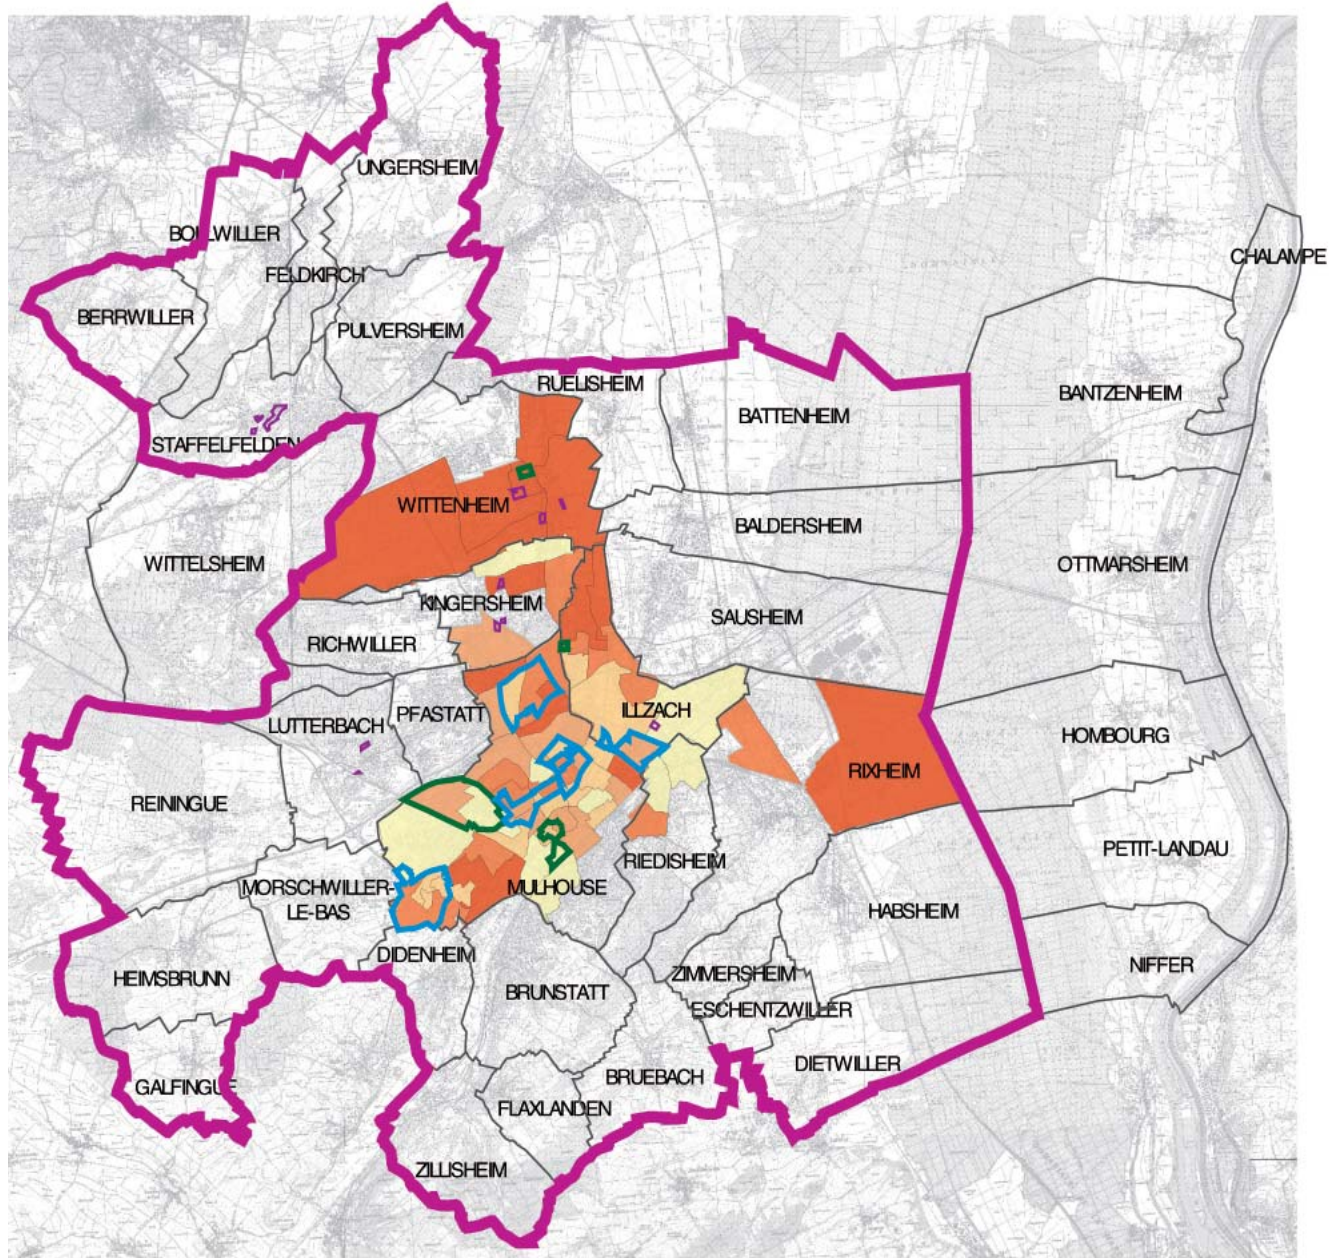 UNGERSHEIM
BOLLWILLER
CHALAMPE
FELDKIRCH
BERRWILLER
PULVERSHEIM
RUELISHEIM
BANTZENHEIM
BATTENHEIM
STAFFELFELDEN
WITTENHEIM
BALDERSHEIM
WITTELSHEIM
OTTMARSHEIM
KINGERSHEIM
SAUSHEIM
RICHWILLER
ILLZACH
PFASTATT
LUTTERBACH
HOMBOURG
RIXHEIM
REININGUE
PETIT-LANDAU
RIEDISHEIM
MORSCHWILLER-
LE-BAS
MULHOUSE
HABSHEIM
DIDENHEIM
NIFFER
HEIMSBRUNN
ZIMMERSHEIM
BRUNSTATT
ESCHENTZWILLER
DIETWILLER
BRUEBACH
GALFINGUE
FLAXLANDEN
ZILLISHEIM